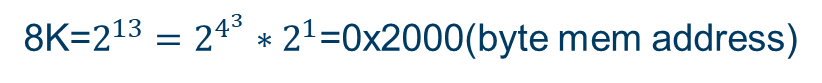 8K=2^{13} = 2^{4^3} * 2^1=0x2000(byte mem address)